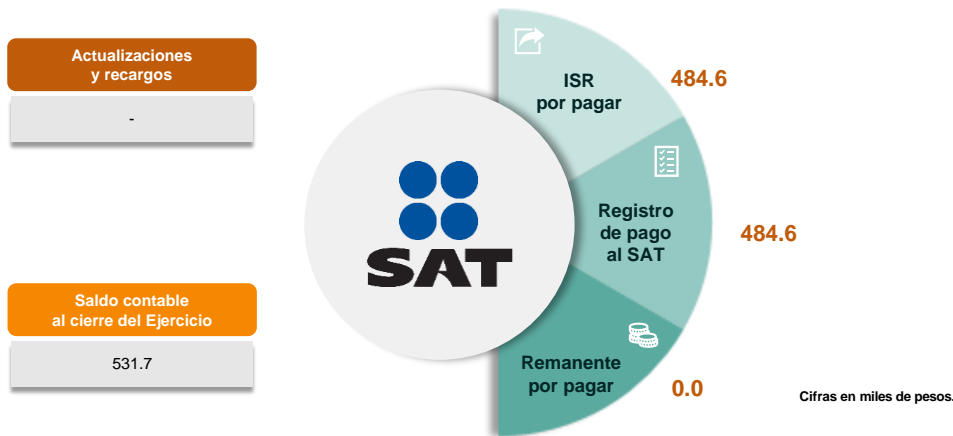 Actualizaciones
y recargos
-
Saldo contable
al cierre del Ejercicio
531.7
SAT
ISR
por pagar
484.6
Registro
de pago
al SAT
484.6
Remanente
por pagar
0.0
Cifras en miles de pesos.